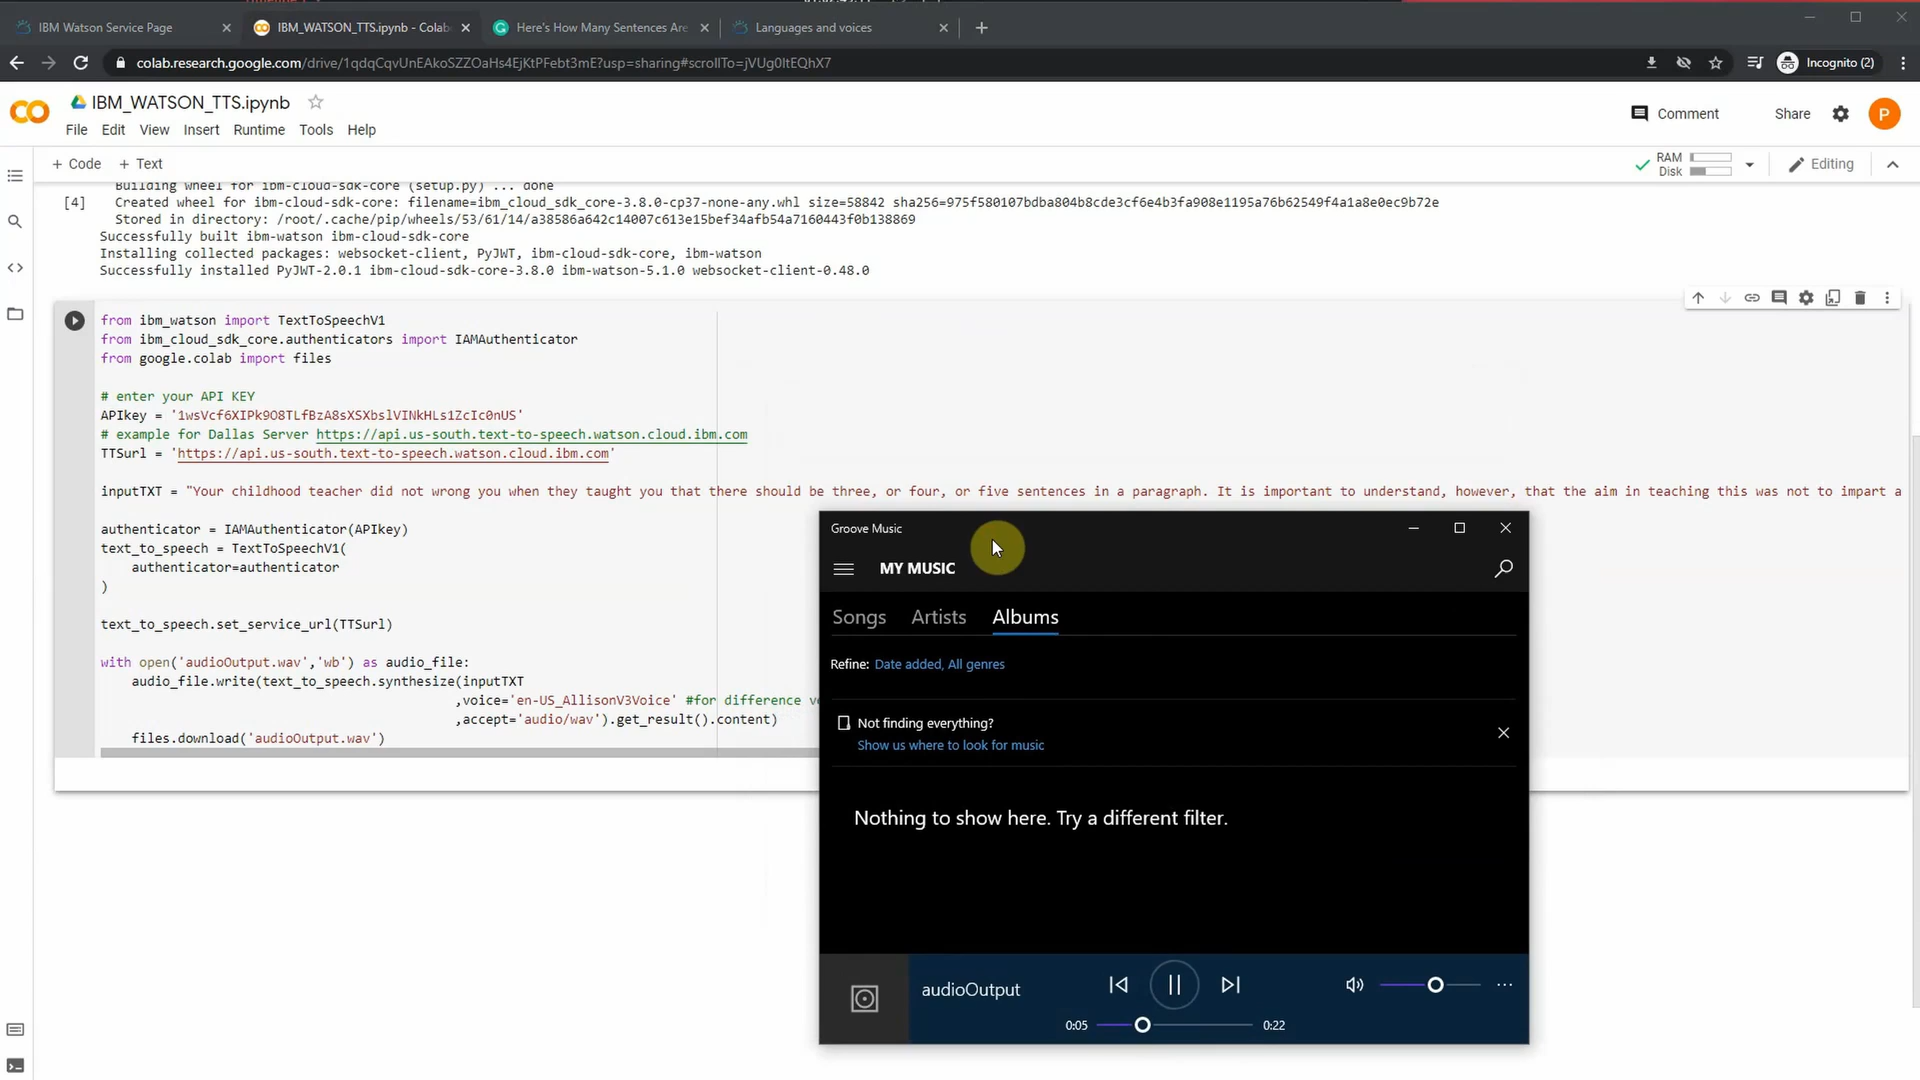 IBM Watson Service Page
IBM_WATSON_TTS.ipynb - Colab
Here's How Many Sentences Are
Languages and voices
colab.research.google.com/drive/1qdqCqvUnEAkoSZZOaHs4EjKtPFebt3mE?usp=sharing#scrollTo=jVUg0ltEQhX7
Incognito (2)
IBM_WATSON_TTS.ipynb
File Edit View Insert Runtime Tools Help
Comment
Share
P
+ Code + Text
RAM
Disk
Editing
Building wheel for ibm-cloud-sdk-core (setup.py) ... done
[4] Created wheel for ibm-cloud-sdk-core: filename=ibm_cloud_sdk_core-3.8.0-cp37-none-any.whl size=58842 sha256=975f580107bdba804b8cde3cf6e4b3fa908e1195a76b62549f4a1a8e0ec9b72e
Stored in directory: /root/.cache/pip/wheels/53/61/14/a38586a642c14007c613e15bef34afb54a7160443f0b138869
Successfully built ibm-watson ibm-cloud-sdk-core
Installing collected packages: websocket-client, PyJWT, ibm-cloud-sdk-core, ibm-watson
Successfully installed PyJWT-2.0.1 ibm-cloud-sdk-core-3.8.0 ibm-watson-5.1.0 websocket-client-0.48.0
from ibm_watson import TextToSpeechV1
from ibm_cloud_sdk_core.authenticators import IAMAuthenticator
from google.colab import files
# enter your API KEY
APIkey = '1wsVcf6XIPk9O8TLfBzA8sXSXbslVINkHLs1ZcIc0nUS'
# example for Dallas Server https://api.us-south.text-to-speech.watson.cloud.ibm.com
TTSurl = 'https://api.us-south.text-to-speech.watson.cloud.ibm.com'
inputTXT = "Your childhood teacher did not wrong you when they taught you that there should be three, or four, or five sentences in a paragraph. It is important to understand, however, that the aim in teaching this was not to impart a
authenticator = IAMAuthenticator(APIkey)
text_to_speech = TextToSpeechV1(
authenticator=authenticator
)
text_to_speech.set_service_url(TTSurl)
with open('audioOutput.wav','wb') as audio_file:
audio_file.write(text_to_speech.synthesize(inputTXT
,voice='en-US_AllisonV3Voice' #for difference
,accept='audio/wav').get_result().content)
files.download('audioOutput.wav')
Groove Music
MY MUSIC
Songs Artists Albums
Refine: Date added, All genres
Not finding everything?
Show us where to look for music
Nothing to show here. Try a different filter.
audioOutput
0:05
0:22